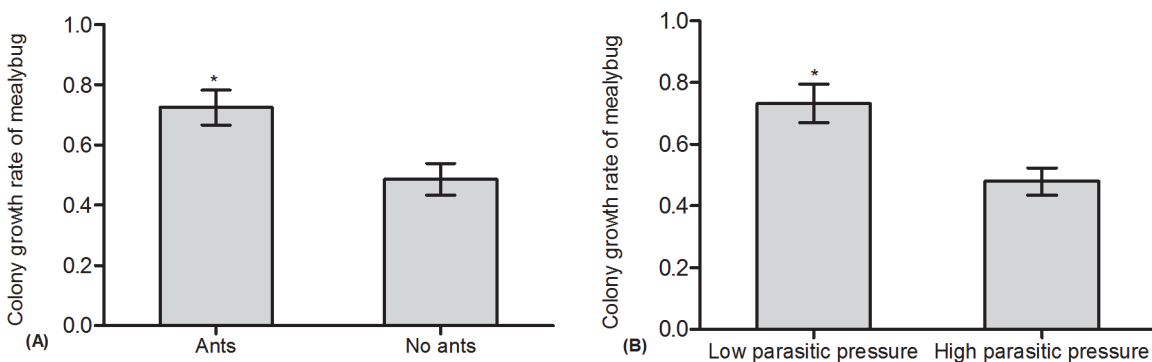 Colony growth rate of mealybug
1.0
0.8
0.6
0.4
0.2
0.0
*
Ants
No ants
(A)
Colony growth rate of mealybug
1.0
0.8
0.6
0.4
0.2
0.0
*
Low parasitic pressure
High parasitic pressure
(B)